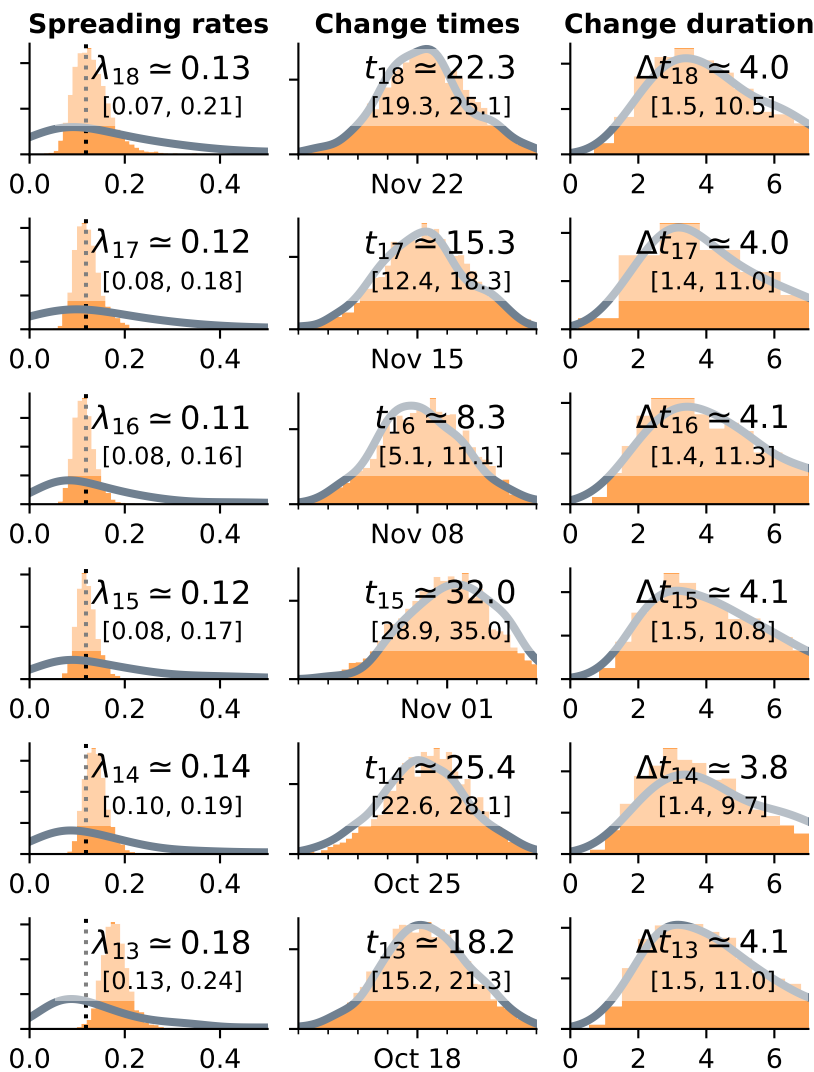 Spreading rates Change times Change duration
λ18 ≃ 0.13 t18 ≃ 22.3 Δt18 ≃ 4.0
[0.07, 0.21] [19.3, 25.1] [1.5, 10.5]
0.0 0.2 0.4 Nov 22 0 2 4 6
λ17 ≃ 0.12 t17 ≃ 15.3 Δt17 ≃ 4.0
[0.08, 0.18] [12.4, 18.3] [1.4, 11.0]
0.0 0.2 0.4 Nov 15 0 2 4 6
λ16 ≃ 0.11 t16 ≃ 8.3 Δt16 ≃ 4.1
[0.08, 0.16] [5.1, 11.1] [1.4, 11.3]
0.0 0.2 0.4 Nov 08 0 2 4 6
λ15 ≃ 0.12 t15 ≃ 32.0 Δt15 ≃ 4.1
[0.08, 0.17] [28.9, 35.0] [1.5, 10.8]
0.0 0.2 0.4 Nov 01 0 2 4 6
λ14 ≃ 0.14 t14 ≃ 25.4 Δt14 ≃ 3.8
[0.10, 0.19] [22.6, 28.1] [1.4, 9.7]
0.0 0.2 0.4 Oct 25 0 2 4 6
λ13 ≃ 0.18 t13 ≃ 18.2 Δt13 ≃ 4.1
[0.13, 0.24] [15.2, 21.3] [1.5, 11.0]
0.0 0.2 0.4 Oct 18 0 2 4 6